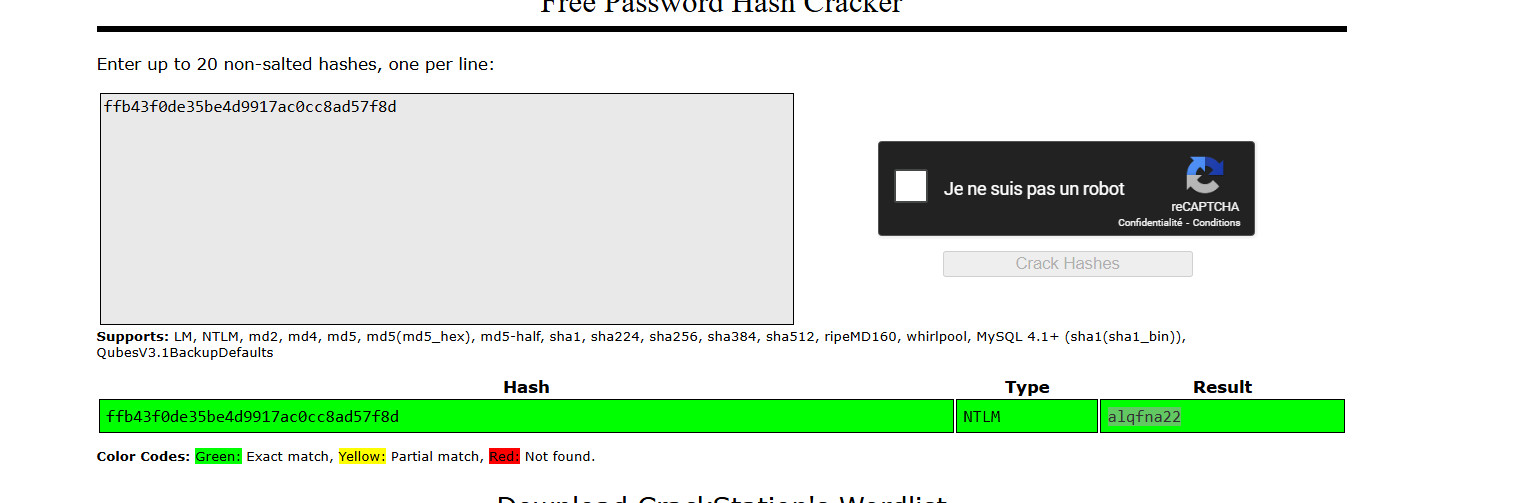 Free Password Hash Cracker
Enter up to 20 non-salted hashes, one per line:
ffb43f0de35be4d9917ac0cc8ad57f8d
Je ne suis pas un robot
reCAPTCHA
Confidentialité - Conditions
Crack Hashes
Supports: LM, NTLM, md2, md4, md5, md5(md5_hex), md5-half, sha1, sha224, sha256, sha384, sha512, ripeMD160, whirlpool, MySQL 4.1+ (sha1(sha1_bin)),
QubesV3.1BackupDefaults
Hash Type Result
ffb43f0de35be4d9917ac0cc8ad57f8d NTLM alqfna22
Color Codes: Green: Exact match, Yellow: Partial match, Red: Not found.
Download CrackStation's Wordlist